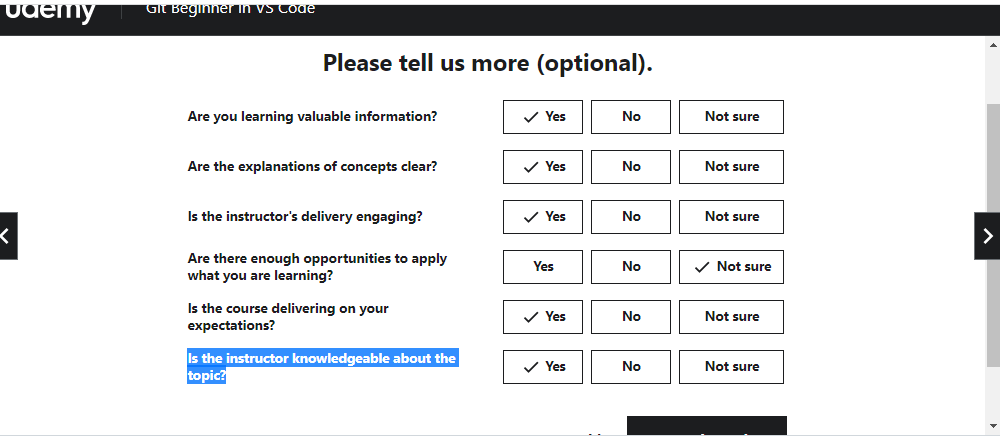 udemy Git Beginner in VS Code
Please tell us more (optional).
Are you learning valuable information? Yes No Not sure
Are the explanations of concepts clear? Yes No Not sure
Is the instructor's delivery engaging? Yes No Not sure
Are there enough opportunities to apply
what you are learning? Yes No Not sure
Is the course delivering on your
expectations? Yes No Not sure
Is the instructor knowledgeable about the
topic? Yes No Not sure